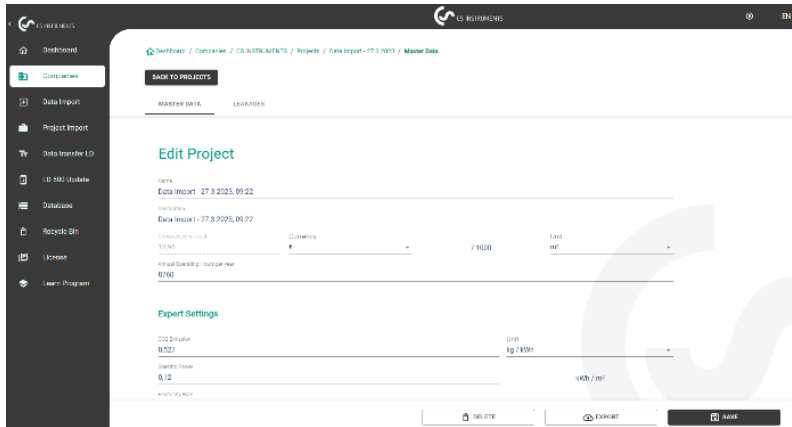 CS INSTRUMENTS
CS INSTRUMENTS
EN
Dashboard
Companies
Data Import
Project Import
Data transfer LD
LD 500 Update
Database
Recycle Bin
License
Learn Program
Dashboard / Companies / CS INSTRUMENTS / Projects / Data Import - 27.3.2023 / Master Data
BACK TO PROJECTS
MASTER DATA LEAKAGES
Edit Project
Name
Data Import - 27.3.2023, 09:22
Data Import - 27.3.2023, 09:22
Currency Unit
/ 1000 m³
Annual Operating Hours per year
8760
Expert Settings
CO2 Emission Unit
0,527 kg / kWh
Specific Power
0,12 kWh / m³
DELETE EXPORT SAVE